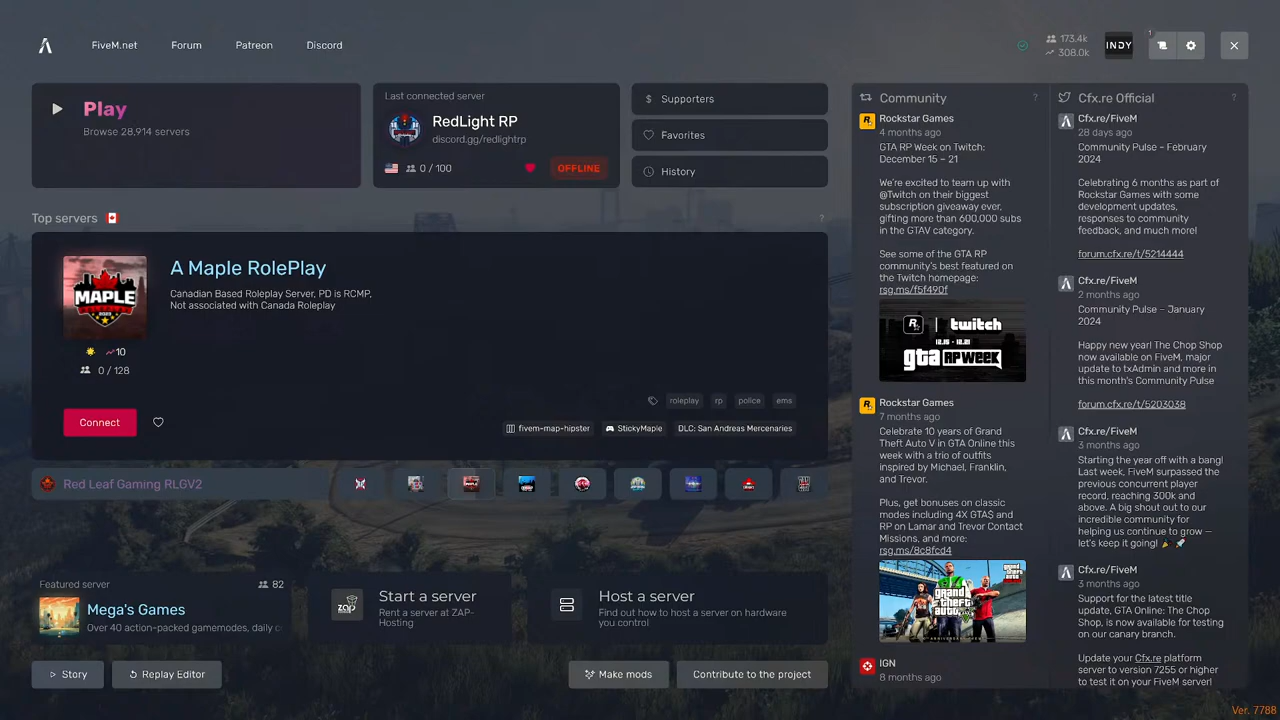 FiveM.net
Forum
Patreon
Discord
173.4k
308.0k
INDY
1
Play
Browse 28,914 servers
Last connected server
RedLight RP
discord.gg/redlightrp
0 / 100
OFFLINE
$ Supporters
Favorites
History
Top servers
?
A Maple RolePlay
Canadian Based Roleplay Server, PD is RCMP,
Not associated with Canada Roleplay
MAPLE
2023
10
0 / 128
Connect
roleplay
rp
police
ems
fivem-map-hipster
StickyMaple
DLC: San Andreas Mercenaries
Red Leaf Gaming RLGV2
Featured server
82
Mega's Games
Over 40 action-packed gamemodes, daily c
ZAP
Start a server
Rent a server at ZAP-
Hosting
Host a server
Find out how to host a server on hardware
you control
Story
Replay Editor
Make mods
Contribute to the project
Community
?
Rockstar Games
4 months ago
GTA RP Week on Twitch:
December 15 – 21
We're excited to team up with
@Twitch on their biggest
subscription giveaway ever,
gifting more than 600,000 subs
in the GTAV category.
See some of the GTA RP
community's best featured on
the Twitch homepage:
rsg.ms/f5f490f
R | twitch
12.15 - 12.21
gta RP WEEK
Rockstar Games
7 months ago
Celebrate 10 years of Grand
Theft Auto V in GTA Online this
week with a trio of outfits
inspired by Michael, Franklin,
and Trevor.
Plus, get bonuses on classic
modes including 4X GTA$ and
RP on Lamar and Trevor Contact
Missions, and more:
rsg.ms/8c8fcd4
grand
theft
auto
IGN
8 months ago
Cfx.re Official
?
Cfx.re/FiveM
28 days ago
Community Pulse – February
2024
Celebrating 6 months as part of
Rockstar Games with some
development updates,
responses to community
feedback, and much more!
forum.cfx.re/t/5214444
Cfx.re/FiveM
2 months ago
Community Pulse – January
2024
Happy new year! The Chop Shop
now available on FiveM, major
update to txAdmin and more in
this month's Community Pulse
forum.cfx.re/t/5203038
Cfx.re/FiveM
3 months ago
Starting the year off with a bang!
Last week, FiveM surpassed the
previous concurrent player
record, reaching 300k and
above. A big shout out to our
incredible community for
helping us continue to grow –
let's keep it going!
Cfx.re/FiveM
3 months ago
Support for the latest title
update, GTA Online: The Chop
Shop, is now available for testing
on our canary branch.
Update your Cfx.re platform
server to version 7255 or higher
to test it on your FiveM server!
Ver. 7788